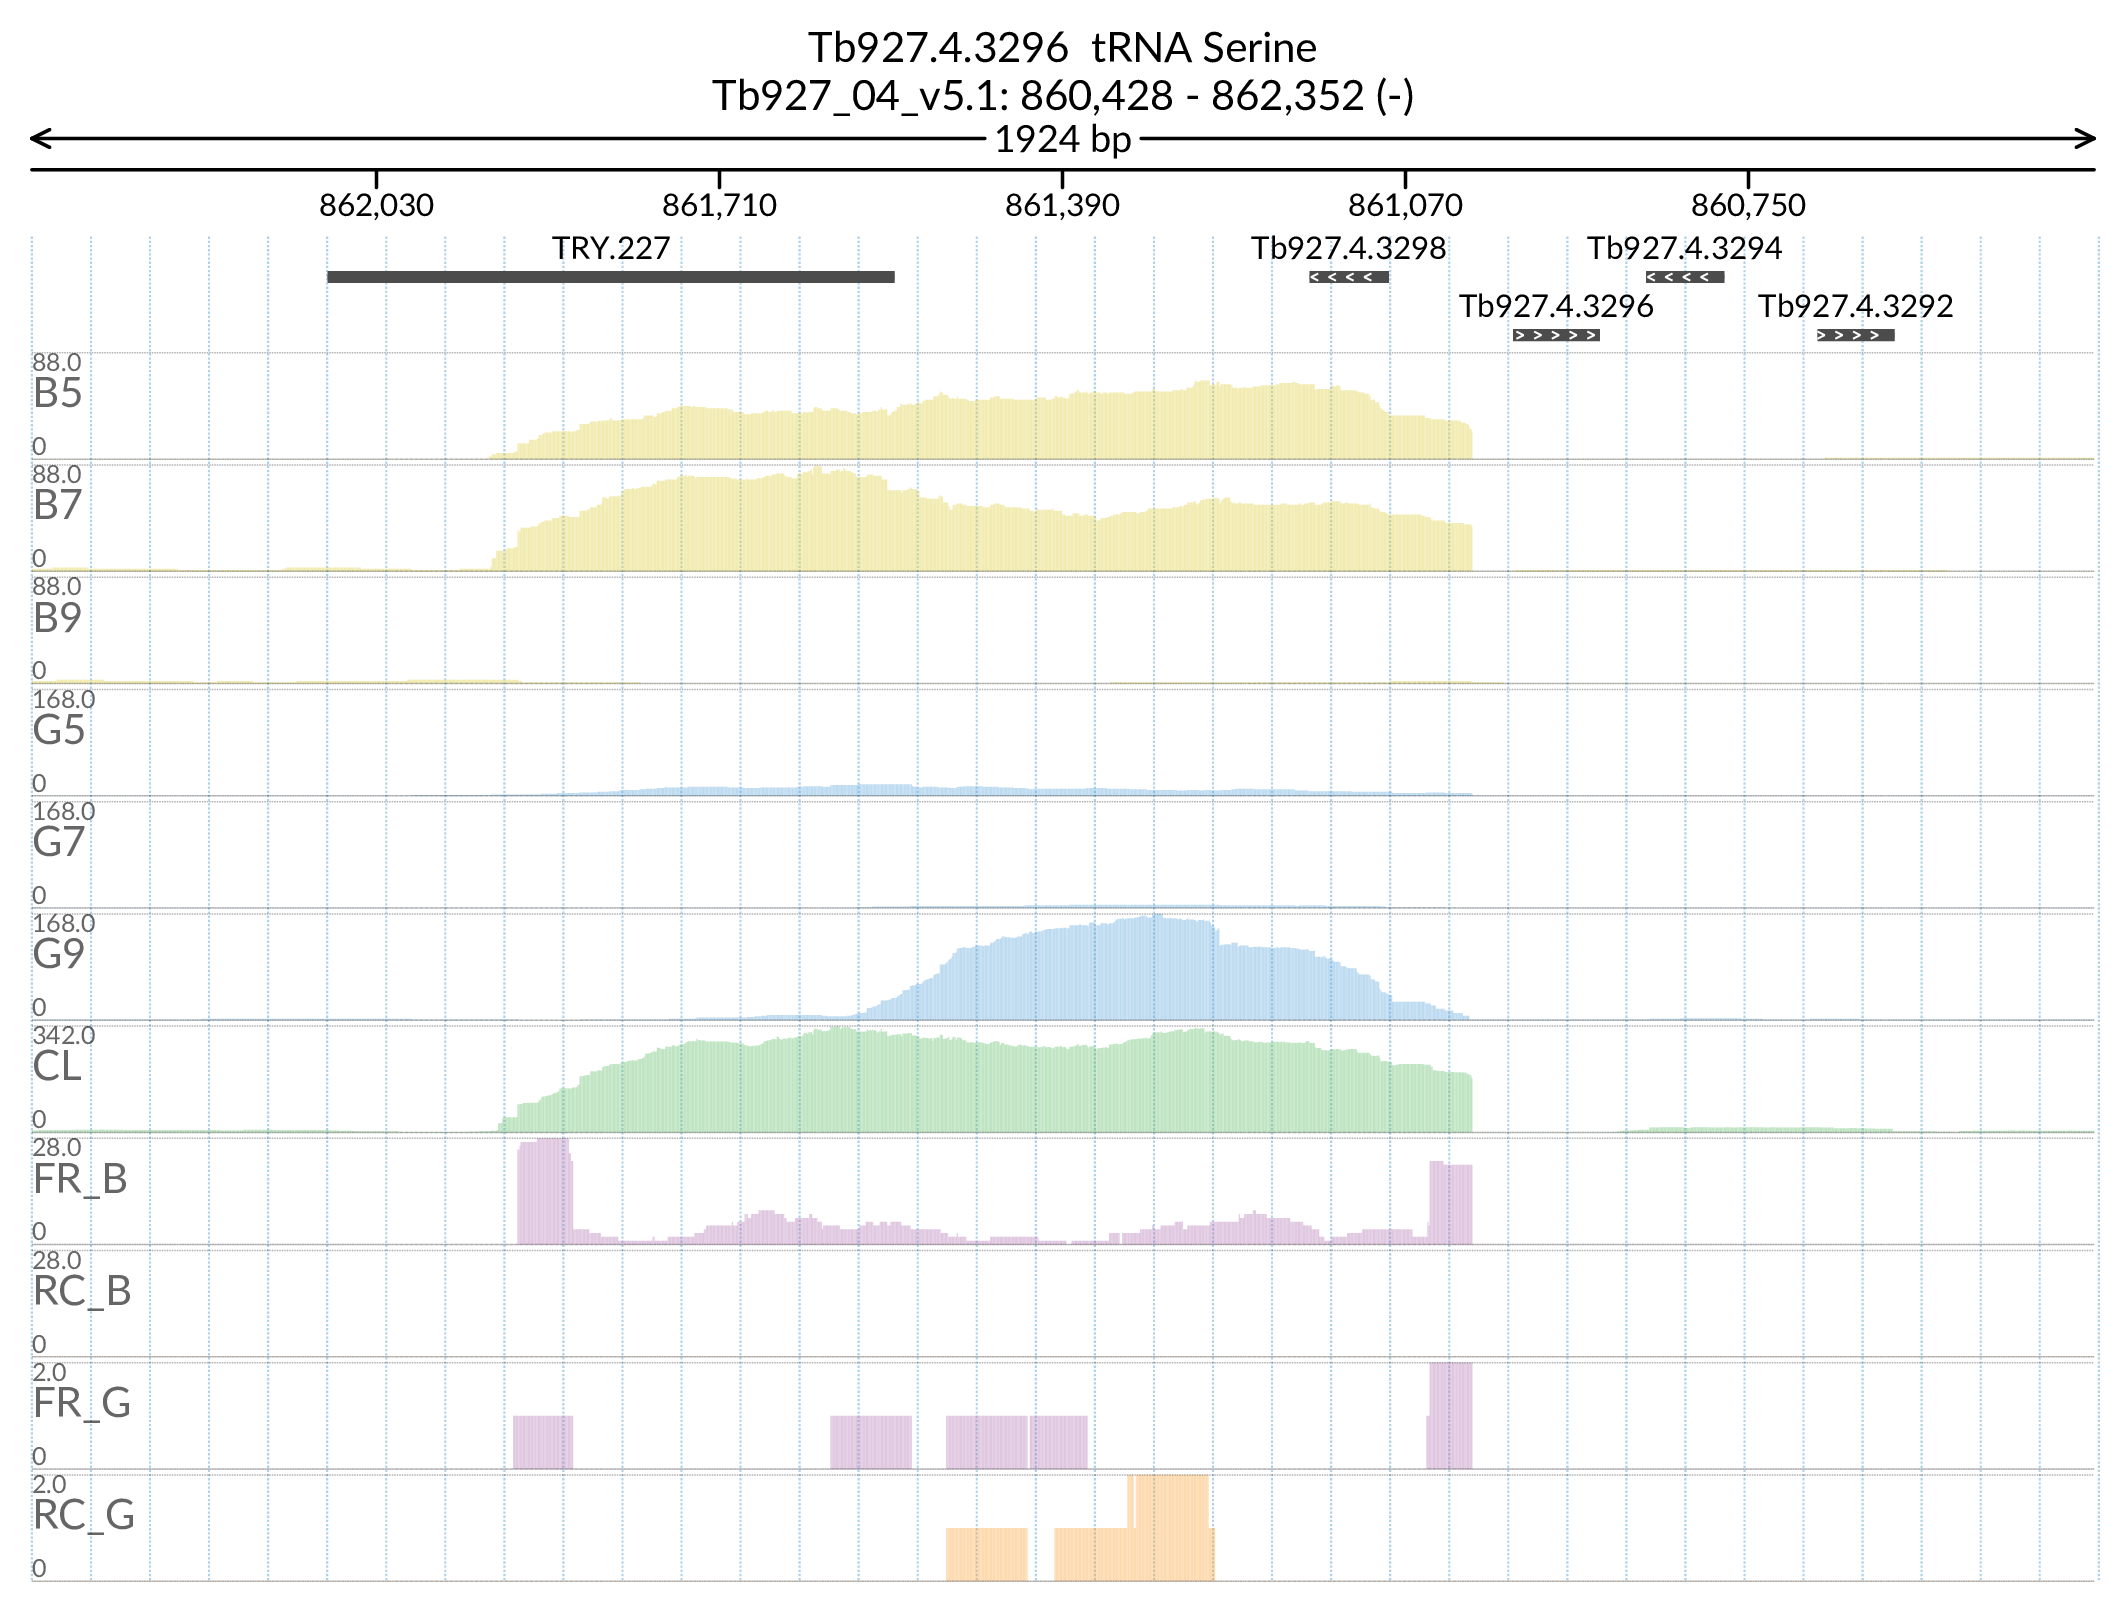 Tb927.4.3296 tRNA Serine
Tb927_04_v5.1: 860,428 - 862,352 (-)
1924 bp
862,030 861,710 861,390 861,070 860,750
TRY.227 Tb927.4.3298 Tb927.4.3294
Tb927.4.3296 Tb927.4.3292
88.0
B5
0
88.0
B7
0
88.0
B9
0
168.0
G5
0
168.0
G7
0
168.0
G9
0
342.0
CL
0
28.0
FR_B
0
28.0
RC_B
0
2.0
FR_G
0
2.0
RC_G
0